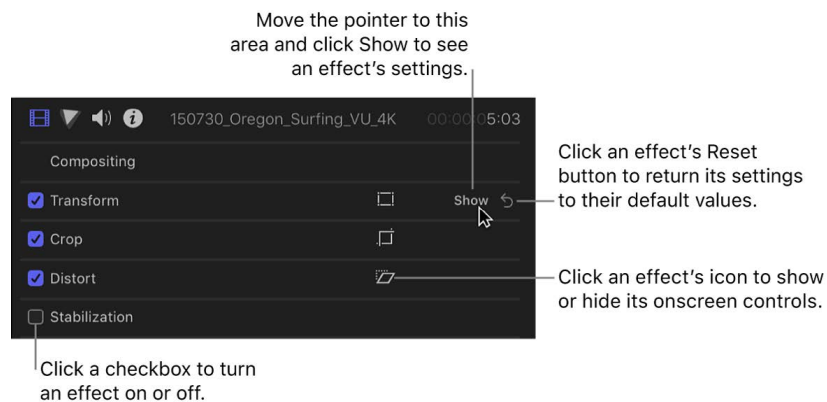 Move the pointer to this
area and click Show to see
an effect's settings.
150730_Oregon_Surfing_VU_4K 00:00:05:03
Compositing
Transform Show
Crop
Distort
Stabilization
Click an effect's Reset
button to return its settings
to their default values.
Click an effect's icon to show
or hide its onscreen controls.
Click a checkbox to turn
an effect on or off.